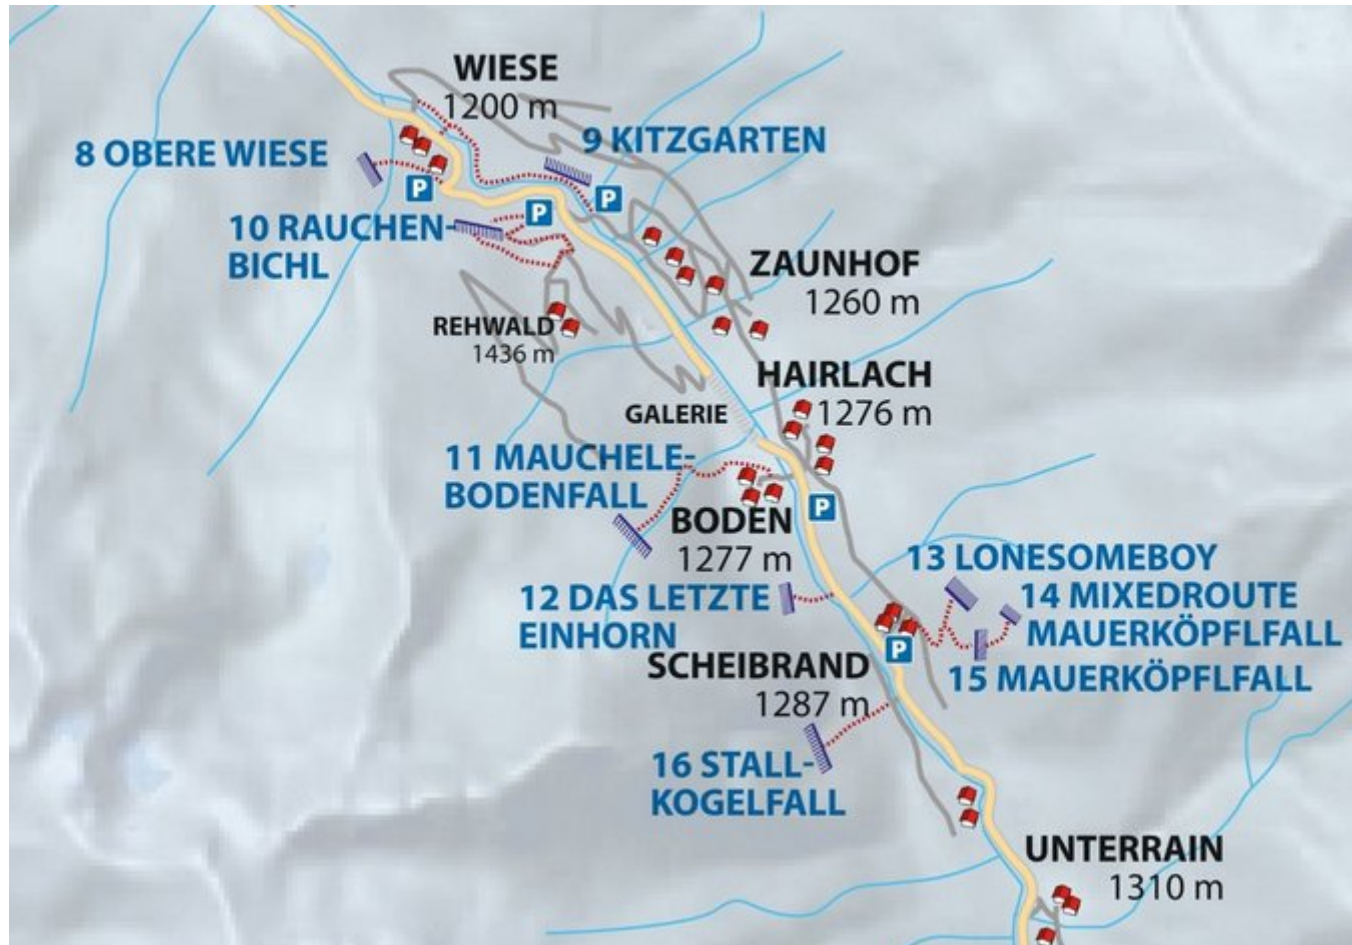 WIESE
1200 m
8 OBERE WIESE
9 KITZGARTEN
P
P
P
10 RAUCHEN-
BICHL
ZAUNHOF
1260 m
REHWALD
1436 m
HAIRLACH
1276 m
GALERIE
11 MAUCHELE-
BODENFALL
P
BODEN
1277 m
13 LONESOMEBOY
12 DAS LETZTE
EINHORN
14 MIXEDROUTE
MAUERKÖPFLFALL
P
SCHEIBRAND
1287 m
15 MAUERKÖPFLFALL
16 STALL-
KOGELFALL
UNTERRAIN
1310 m